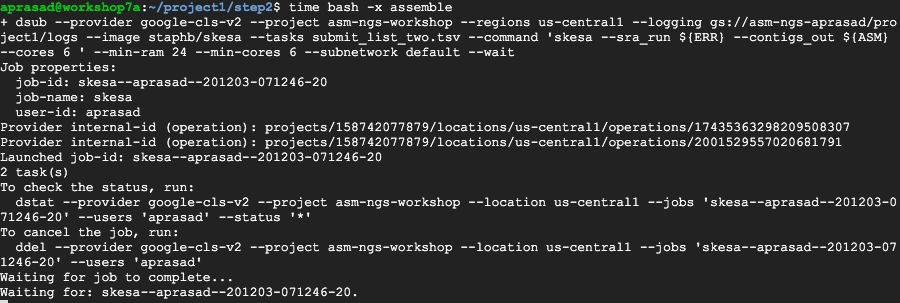 aprasad@workshop7a:~/project1/step2$ time bash -x assemble
+ dsub --provider google-cls-v2 --project asm-ngs-workshop --regions us-central1 --logging gs://asm-ngs-aprasad/pro
ject1/logs --image staphb/skesa --tasks submit_list_two.tsv --command 'skesa --sra_run ${ERR} --contigs_out ${ASM}
--cores 6 ' --min-ram 24 --min-cores 6 --subnetwork default --wait
Job properties:
  job-id: skesa--aprasad--201203-071246-20
  job-name: skesa
  user-id: aprasad
Provider internal-id (operation): projects/158742077879/locations/us-central1/operations/17435363298209508307
Provider internal-id (operation): projects/158742077879/locations/us-central1/operations/2001529557020681791
Launched job-id: skesa--aprasad--201203-071246-20
2 task(s)
To check the status, run:
  dstat --provider google-cls-v2 --project asm-ngs-workshop --location us-central1 --jobs 'skesa--aprasad--201203-0
71246-20' --users 'aprasad' --status '*'
To cancel the job, run:
  ddel --provider google-cls-v2 --project asm-ngs-workshop --location us-central1 --jobs 'skesa--aprasad--201203-07
1246-20' --users 'aprasad'
Waiting for job to complete...
Waiting for: skesa--aprasad--201203-071246-20.